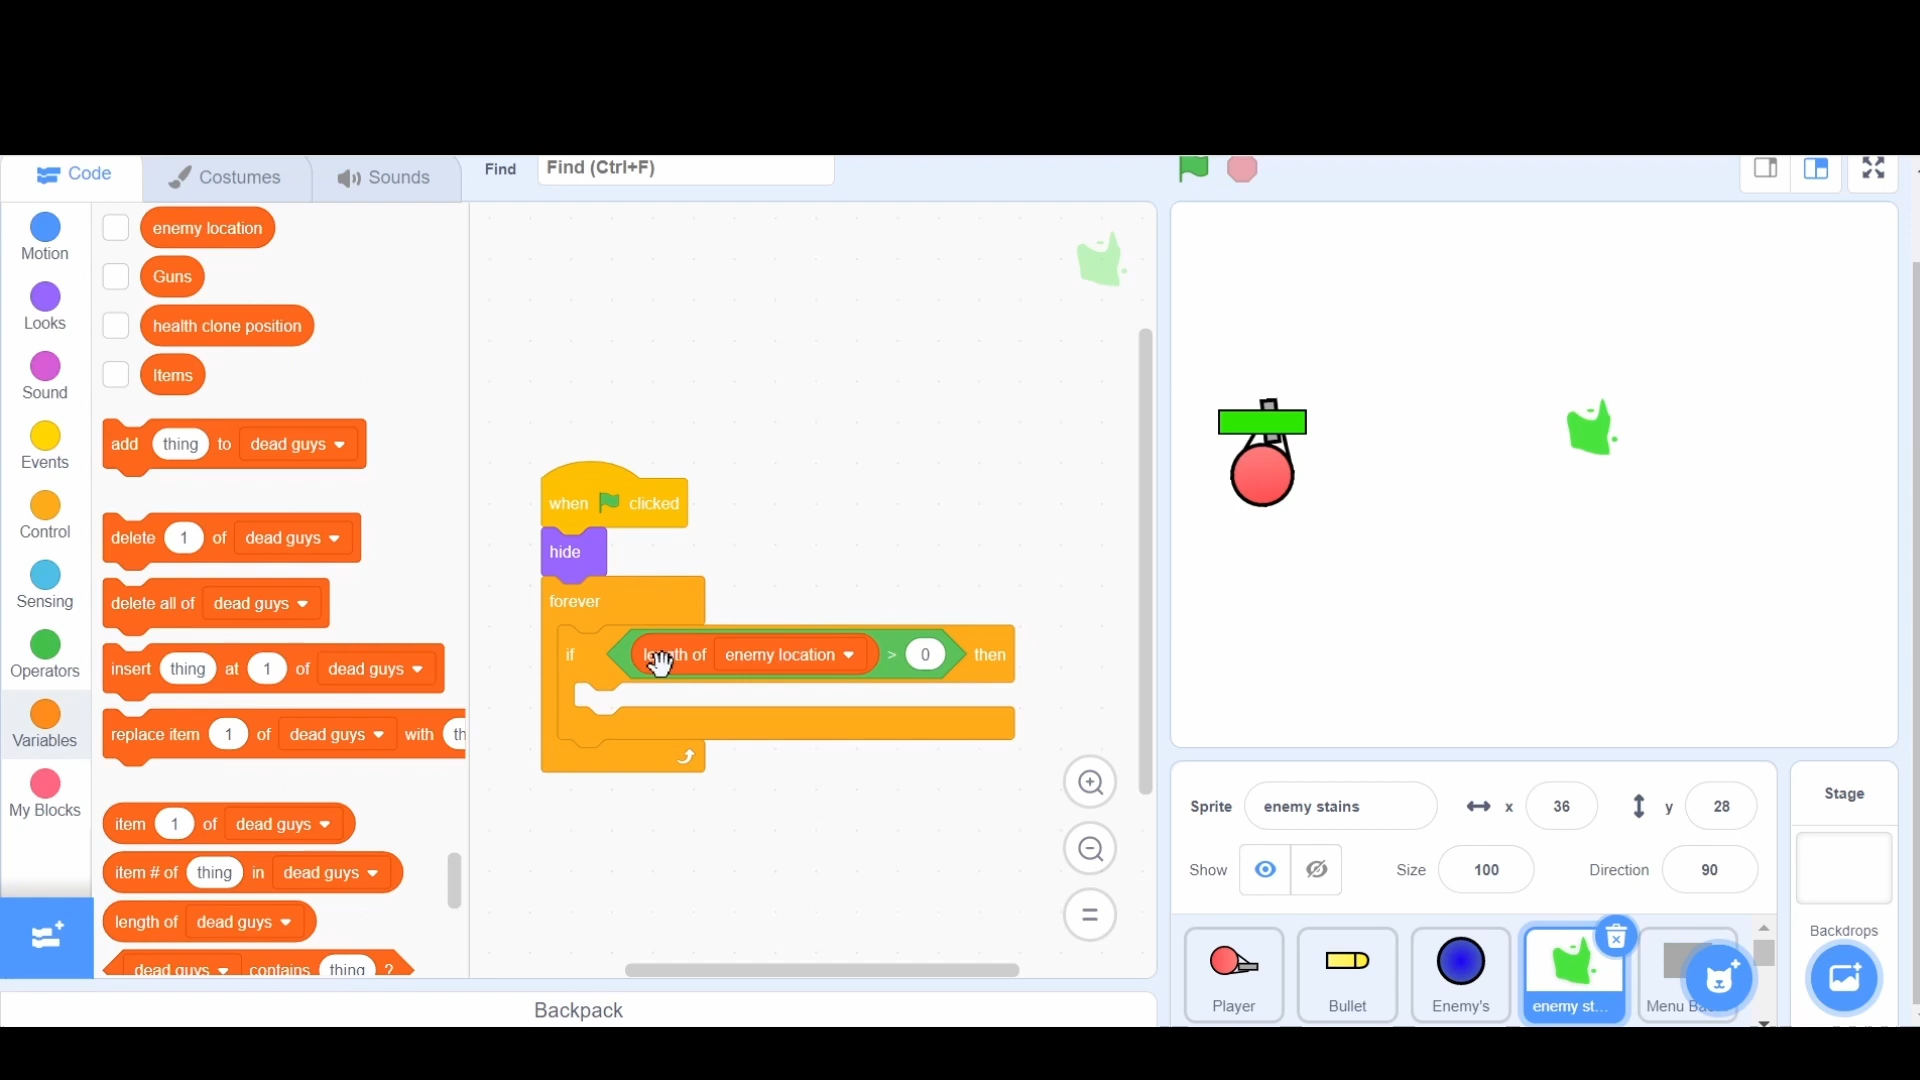 Code
Costumes
Sounds
Find
Find (Ctrl+F)
Motion
Looks
Sound
Events
Control
Sensing
Operators
Variables
My Blocks
enemy location
Guns
health clone position
Items
add thing to dead guys
delete 1 of dead guys
delete all of dead guys
insert thing at 1 of dead guys
replace item 1 of dead guys with th
item 1 of dead guys
item # of thing in dead guys
length of dead guys
dead guys contains thing ?
when clicked
hide
forever
if length of enemy location > 0 then
Backpack
Sprite enemy stains x 36 y 28
Show Size 100 Direction 90
Player
Bullet
Enemy's
enemy st...
Menu Ba
Stage
Backdrops